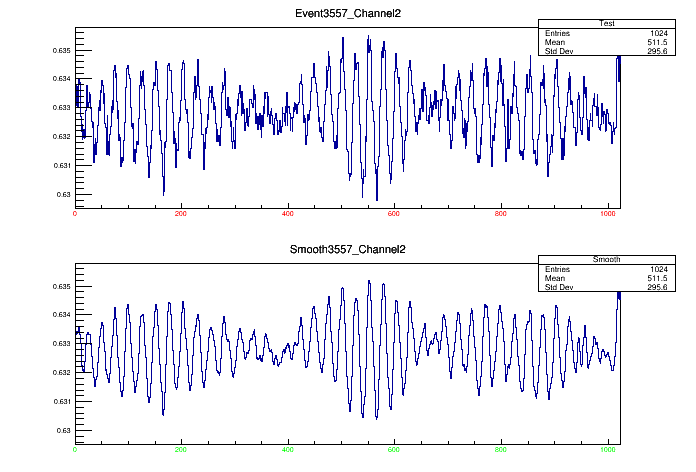 Event3557_Channel2
Test
Entries 1024
Mean 511.5
Std Dev 295.6
0.635
0.634
0.633
0.632
0.631
0.63
0 200 400 600 800 1000
Smooth3557_Channel2
Smooth
Entries 1024
Mean 511.5
Std Dev 295.6
0.635
0.634
0.633
0.632
0.631
0.63
0 200 400 600 800 1000